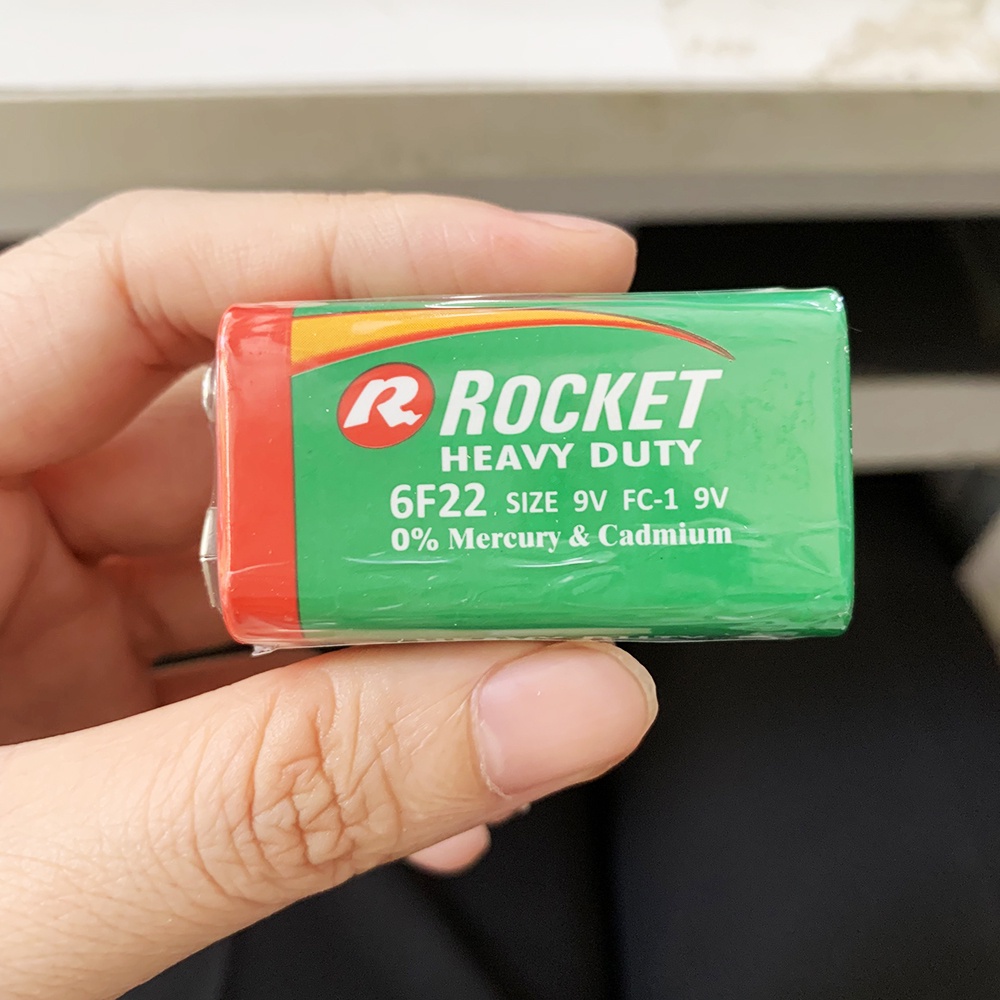 R ROCKET
HEAVY DUTY
6F22 SIZE 9V FC-1 9V
0% Mercury & Cadmium